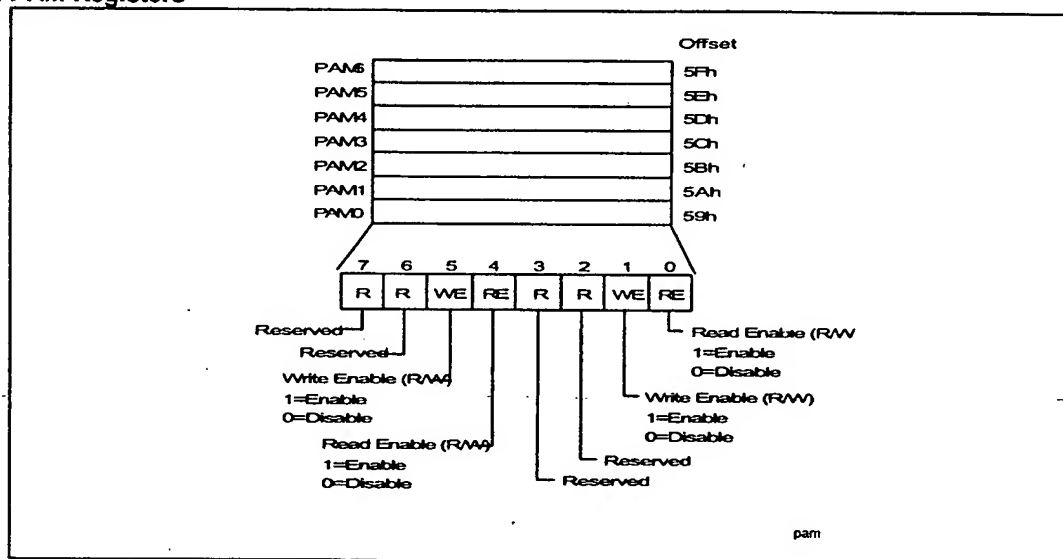 PAM Registers
Offset
PAM6 5Fh
PAM5 5Eh
PAM4 5Dh
PAM3 5Ch
PAM2 5Bh
PAM1 5Ah
PAM0 59h
7 6 5 4 3 2 1 0
R R WE RE R R WE RE
Reserved
Reserved
Write Enable (R/W)
1=Enable
0=Disable
Read Enable (R/W)
1=Enable
0=Disable
Read Enable (R/W
1=Enable
0=Disable
Write Enable (R/W)
1=Enable
0=Disable
Reserved
Reserved
pam